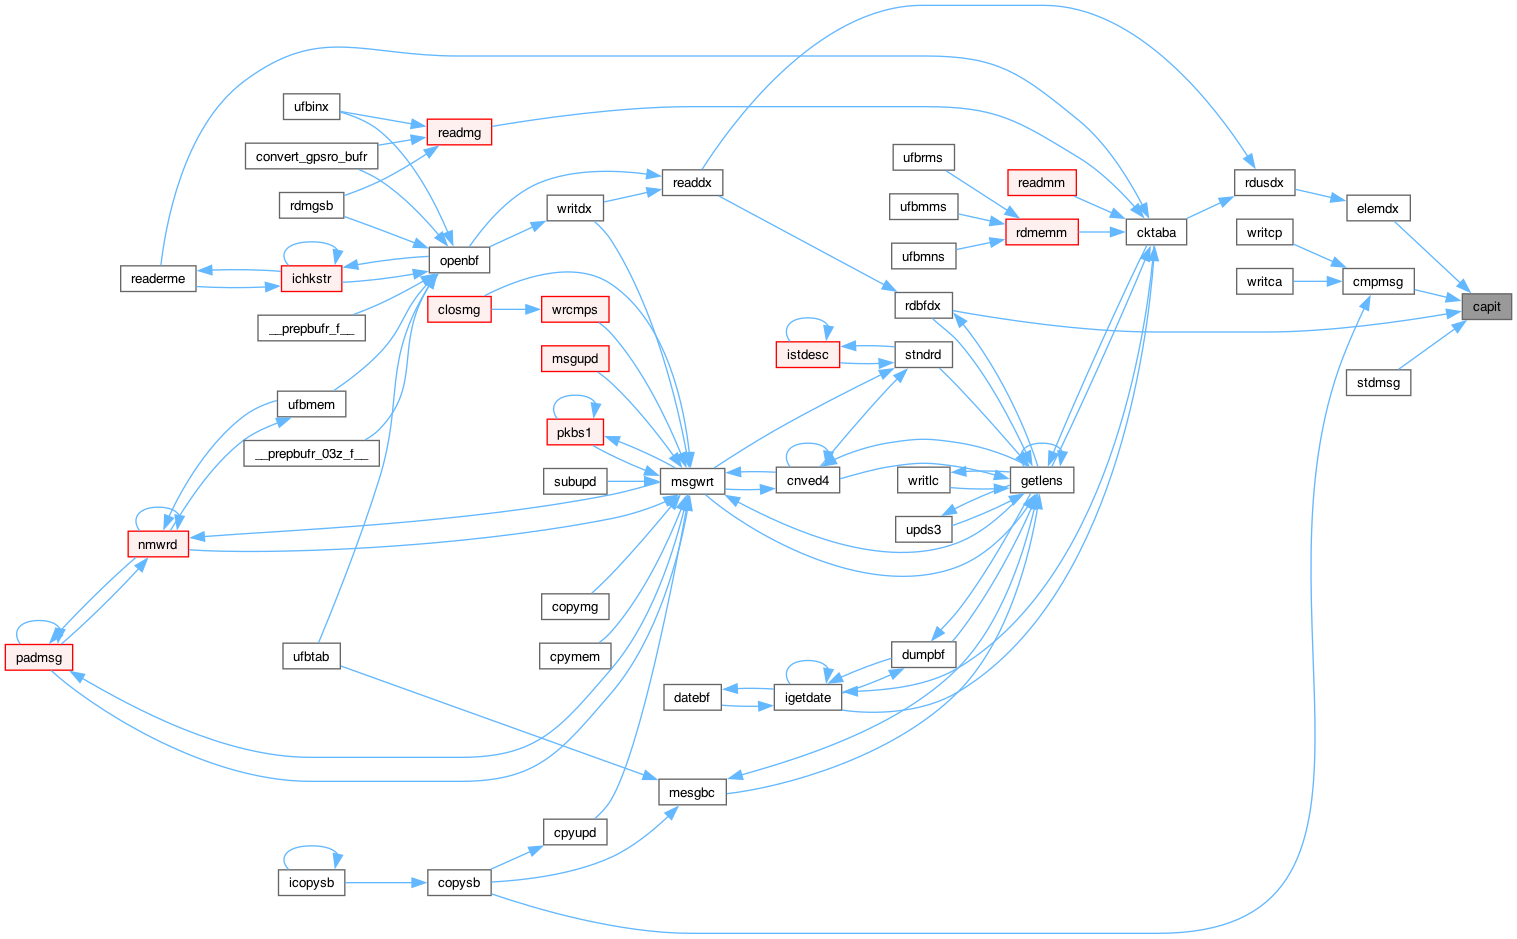 ufbinx
readmg
convert_gpsro_bufr
ufbrms
readmm
readdx
rdusdx
rdmgsb
writdx
ufbmms
elemdx
rdmemm
cktaba
writcp
openbf
ufbmns
readerme
ichkstr
writca
cmpmsg
closmg
wrcmps
rdbfdx
capit
__prepbufr_f__
msgupd
istdesc
stndrd
stdmsg
ufbmem
pkbs1
__prepbufr_03z_f__
subupd
msgwrt
cnved4
writlc
getlens
upds3
nmwrd
copymg
padmsg
ufbtab
cpymem
dumpbf
datebf
igetdate
mesgbc
cpyupd
icopysb
copysb